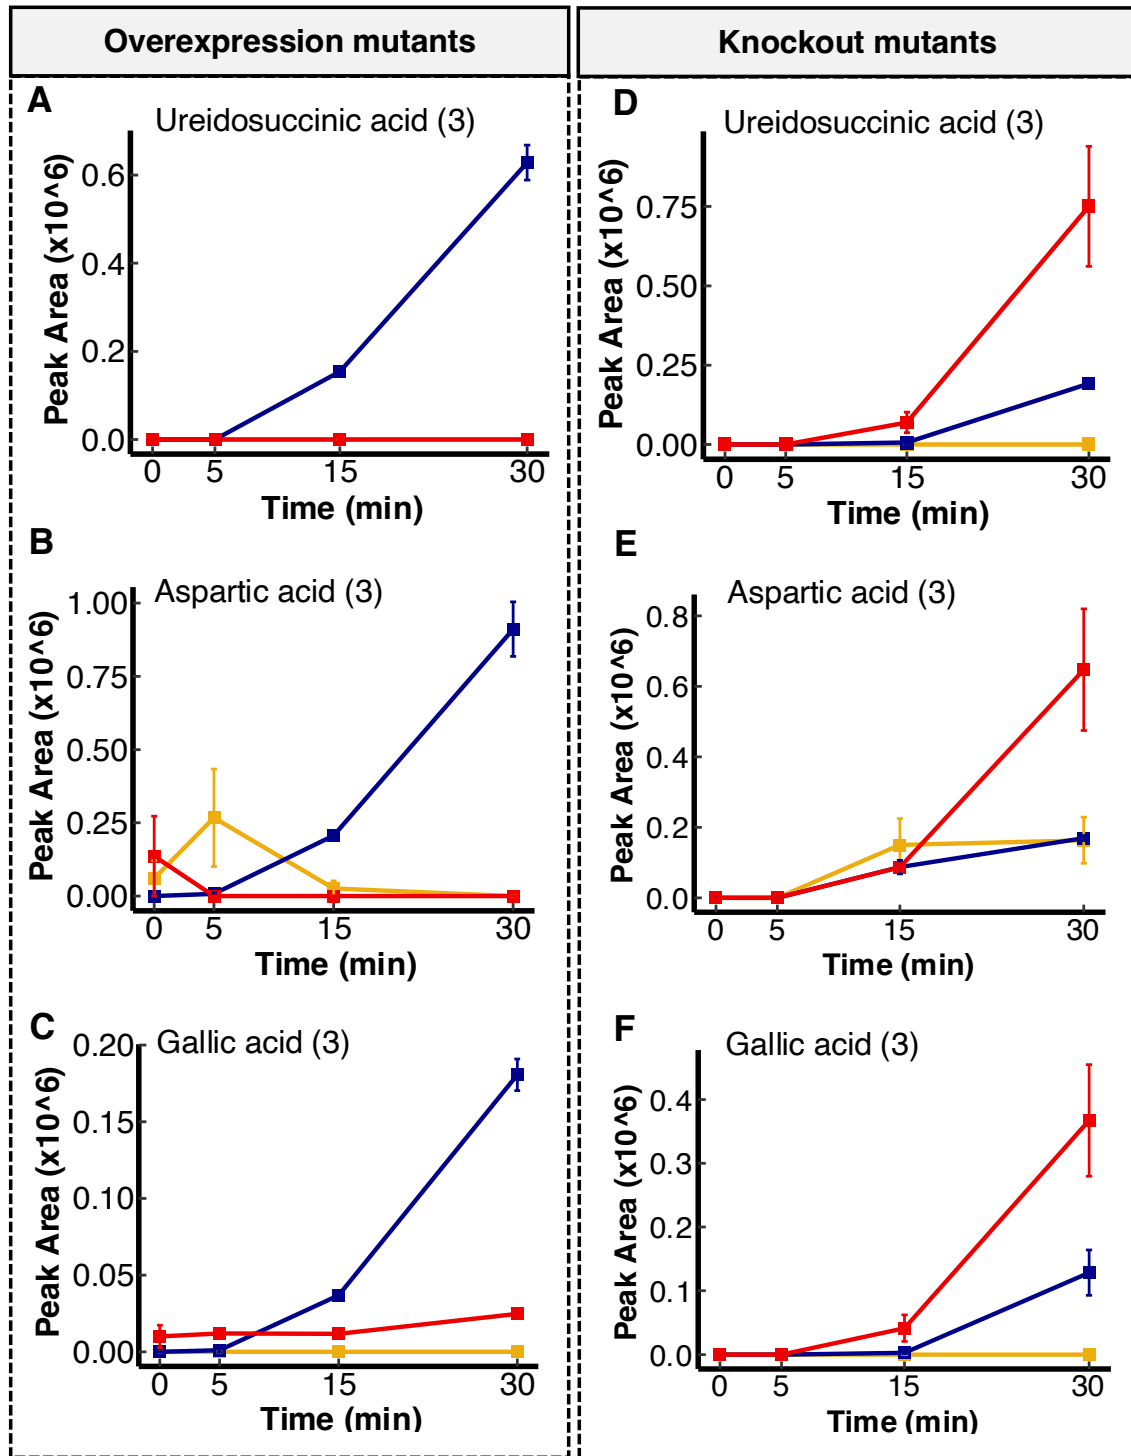 Overexpression mutants
Knockout mutants
A
Ureidosuccinic acid (3)
Peak Area (x10^6)
0.6
0.4
0.2
0.0
0 5 15 30
Time (min)
B
Aspartic acid (3)
Peak Area (x10^6)
1.00
0.75
0.50
0.25
0.00
0 5 15 30
Time (min)
C
Gallic acid (3)
Peak Area (x10^6)
0.20
0.15
0.10
0.05
0.00
0 5 15 30
Time (min)
D
Ureidosuccinic acid (3)
Peak Area (x10^6)
0.75
0.50
0.25
0.00
0 5 15 30
Time (min)
E
Aspartic acid (3)
Peak Area (x10^6)
0.8
0.6
0.4
0.2
0.0
0 5 15 30
Time (min)
F
Gallic acid (3)
Peak Area (x10^6)
0.4
0.3
0.2
0.1
0.0
0 5 15 30
Time (min)